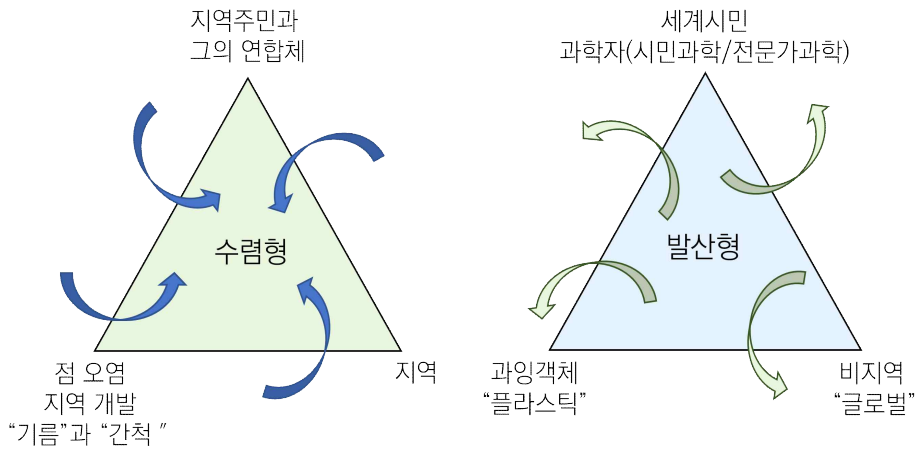 지역주민과
그의 연합체
수렴형
점 오염
지역 개발
“기름”과 “간척 ″
지역
세계시민
과학자(시민과학/전문가과학)
발산형
과잉객체
“플라스틱”
비지역
“글로벌”